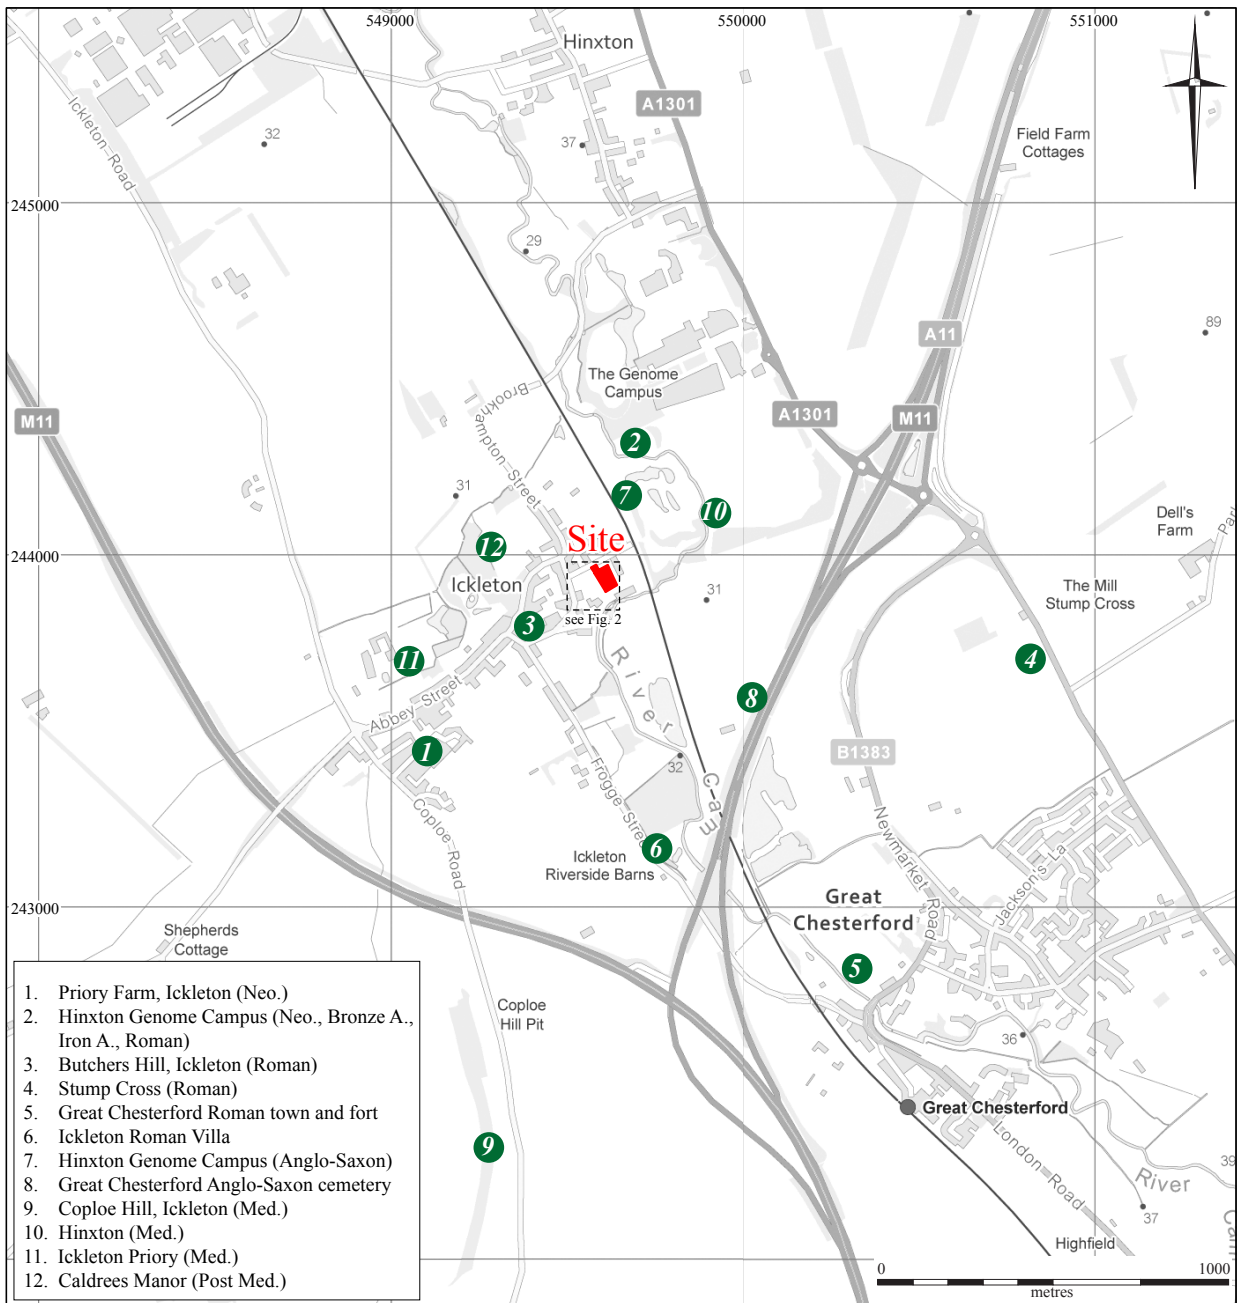 549000
550000
551000
Hinxton
A1301
Ickleton Road
32
37
Field Farm
Cottages
245000
29
89
A11
The Genome
Campus
M11
A1301
M11
Brookhampton Street
2
31
7
10
Dell's
Farm
244000
12
Site
Ickleton
see Fig. 2
31
The Mill
Stump Cross
3
11
4
River Cam
Abbey Street
8
1
32
B1383
Frogge Street
Coploe Road
6
Ickleton
Riverside Barns
Newmarket Road
Jackson's La
Great
Chesterford
243000
Shepherds
Cottage
5
Coploe
Hill Pit
36
Great Chesterford
London Road
9
39
River
37
Highfield
1. Priory Farm, Ickleton (Neo.)
2. Hinxton Genome Campus (Neo., Bronze A.,
Iron A., Roman)
3. Butchers Hill, Ickleton (Roman)
4. Stump Cross (Roman)
5. Great Chesterford Roman town and fort
6. Ickleton Roman Villa
7. Hinxton Genome Campus (Anglo-Saxon)
8. Great Chesterford Anglo-Saxon cemetery
9. Coploe Hill, Ickleton (Med.)
10. Hinxton (Med.)
11. Ickleton Priory (Med.)
12. Caldrees Manor (Post Med.)
0
1000
metres